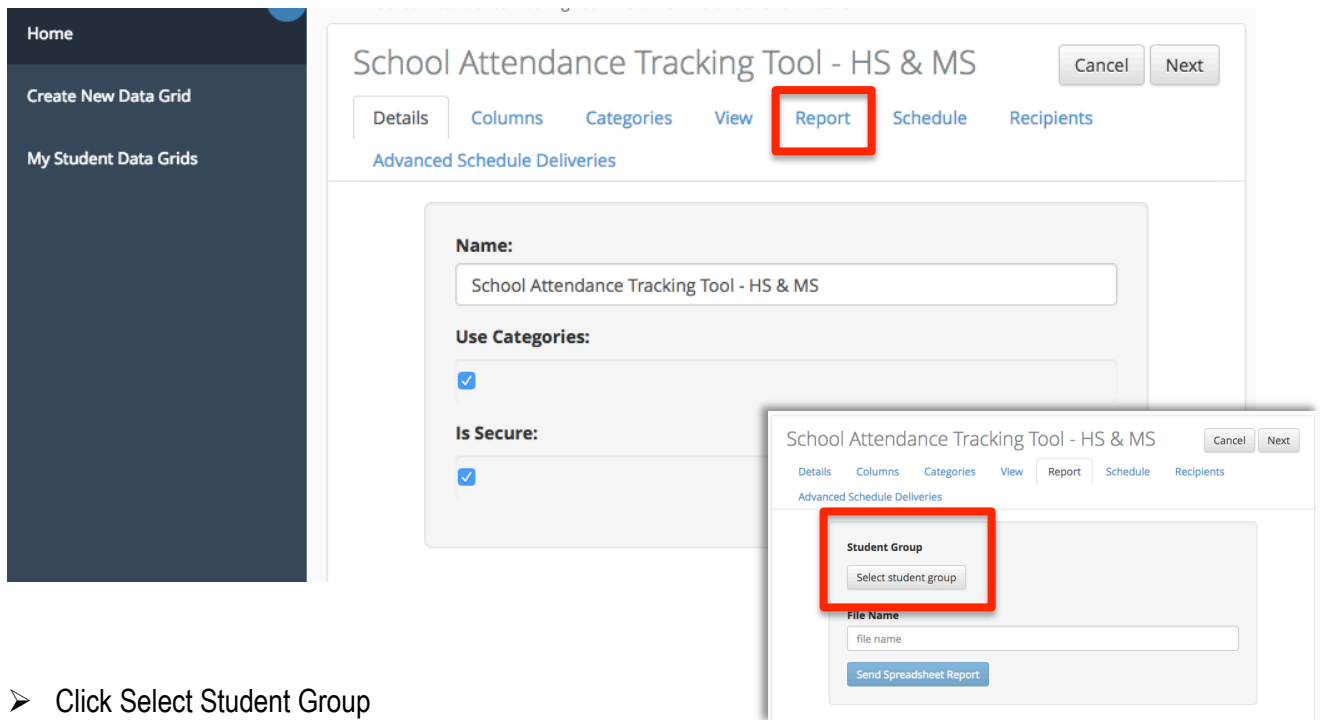 Home
Create New Data Grid
My Student Data Grids
School Attendance Tracking Tool - HS & MS
Cancel
Next
Details
Columns
Categories
View
Report
Schedule
Recipients
Advanced Schedule Deliveries
Name:
School Attendance Tracking Tool - HS & MS
Use Categories:
Is Secure:
School Attendance Tracking Tool - HS & MS
Cancel
Next
Details
Columns
Categories
View
Report
Schedule
Recipients
Advanced Schedule Deliveries
Student Group
Select student group
File Name
file name
Send Spreadsheet Report
➢ Click Select Student Group